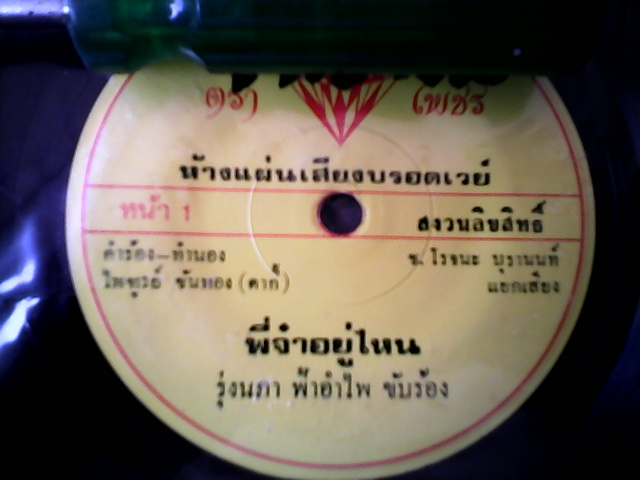 ตรา เพชร
ห้างแผ่นเสียงบรอดเวย์
หน้า 1 สงวนลิขสิทธิ์
คำร้อง-ทำนอง ช. โรจนะ บุรานนท์
ไพฑูรย์ ขันทอง (คากี้) แยกเสียง
พี่จ๋าอยู่ไหน
รุ่งนภา ฟ้าอำไพ ขับร้อง